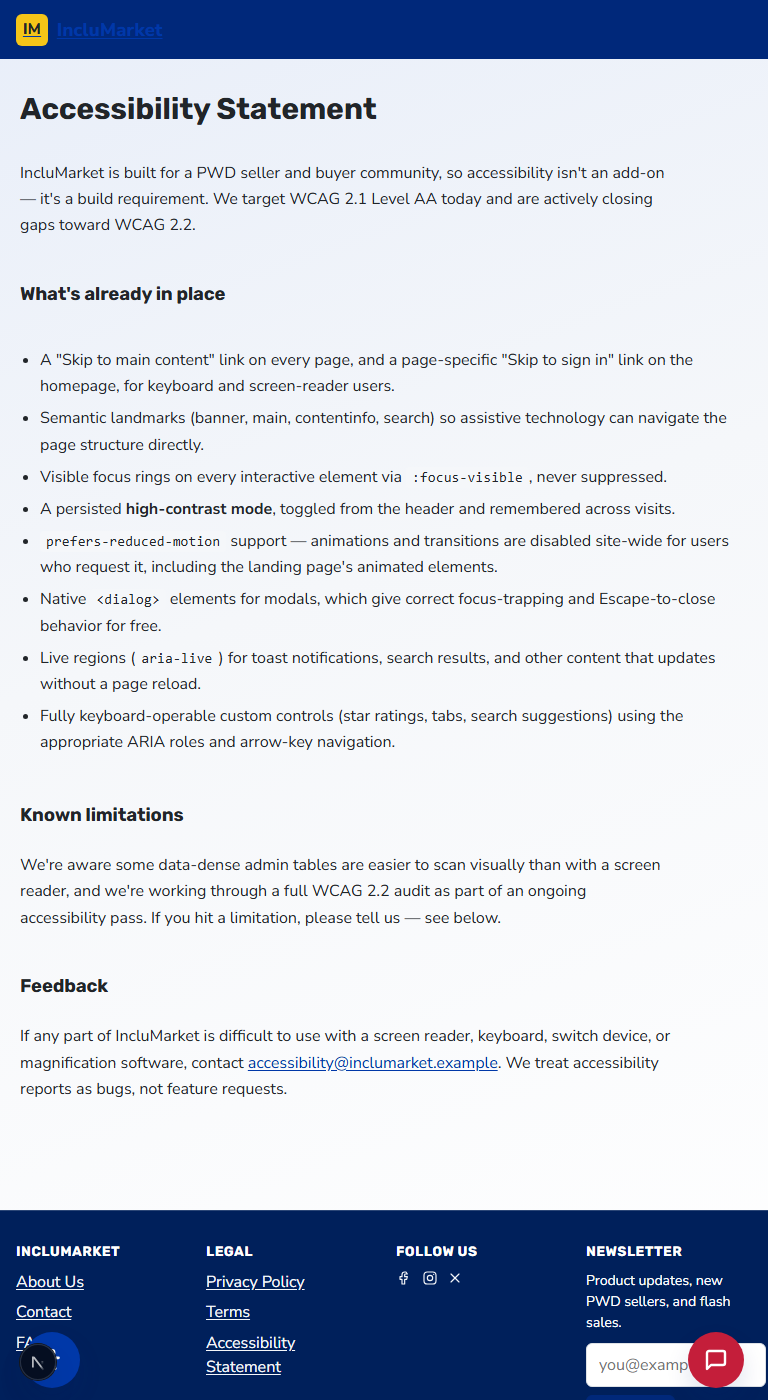 IM IncluMarket
Accessibility Statement
IncluMarket is built for a PWD seller and buyer community, so accessibility isn't an add-on
— it's a build requirement. We target WCAG 2.1 Level AA today and are actively closing
gaps toward WCAG 2.2.
What's already in place
• A "Skip to main content" link on every page, and a page-specific "Skip to sign in" link on the
homepage, for keyboard and screen-reader users.
• Semantic landmarks (banner, main, contentinfo, search) so assistive technology can navigate the
page structure directly.
• Visible focus rings on every interactive element via :focus-visible , never suppressed.
• A persisted high-contrast mode, toggled from the header and remembered across visits.
• prefers-reduced-motion support — animations and transitions are disabled site-wide for users
who request it, including the landing page's animated elements.
• Native <dialog> elements for modals, which give correct focus-trapping and Escape-to-close
behavior for free.
• Live regions ( aria-live ) for toast notifications, search results, and other content that updates
without a page reload.
• Fully keyboard-operable custom controls (star ratings, tabs, search suggestions) using the
appropriate ARIA roles and arrow-key navigation.
Known limitations
We're aware some data-dense admin tables are easier to scan visually than with a screen
reader, and we're working through a full WCAG 2.2 audit as part of an ongoing
accessibility pass. If you hit a limitation, please tell us — see below.
Feedback
If any part of IncluMarket is difficult to use with a screen reader, keyboard, switch device, or
magnification software, contact accessibility@inclumarket.example. We treat accessibility
reports as bugs, not feature requests.
INCLUMARKET
About Us
Contact
LEGAL
Privacy Policy
Terms
Accessibility
Statement
FOLLOW US
NEWSLETTER
Product updates, new
PWD sellers, and flash
sales.
you@examp
N